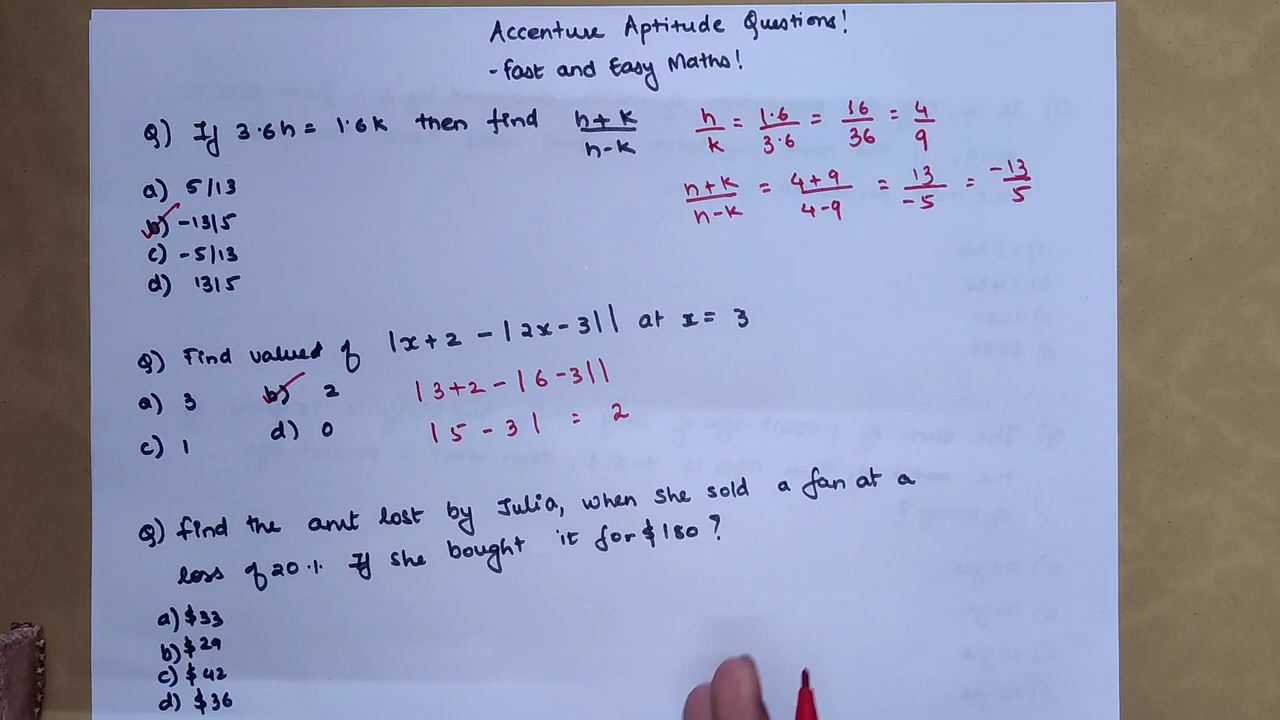 Accenture Aptitude Questions!
- Fast and Easy Maths!
Q) If 3.6h = 1.6k then find h+k/h-k
h/k = 1.6/3.6 = 16/36 = 4/9
h+k/h-k = 4+9/4-9 = 13/-5 = -13/5
a) 5/13
b) -13/5
c) -5/13
d) 13/5
Q) Find valued of |x+2 - |2x-3|| at x = 3
a) 3 b) 2
|3+2 - |6-3||
c) 1 d) 0
|5-3| = 2
Q) find the amt lost by Julia, when she sold a fan at a
loss of 20% If she bought it for $180?
a) $33
b) $29
c) $42
d) $36